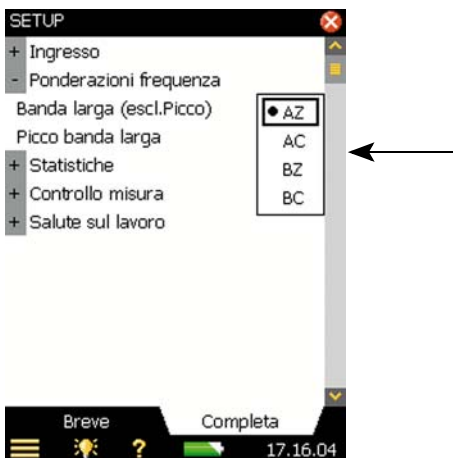 SETUP
+ Ingresso
- Ponderazioni frequenza
Banda larga (escl.Picco)
AZ
Picco banda larga
AC
+ Statistiche
BZ
+ Controllo misura
BC
+ Salute sul lavoro
Breve
Completa
?
17.16.04